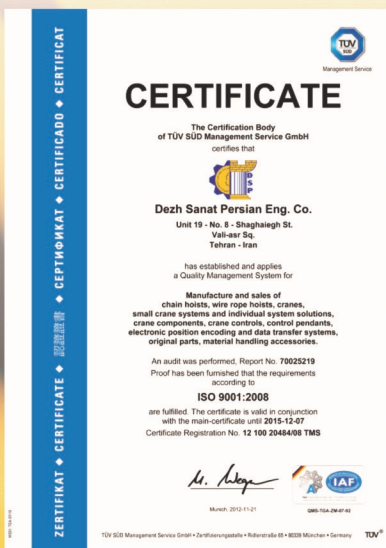 TÜV
SÜD
Management Service
CERTIFICATE
The Certification Body
of TÜV SÜD Management Service GmbH
certifies that
DSP
Dezh Sanat Persian Eng. Co.
Unit 19 - No. 8 - Shaghaiegh St.
Vali-asr Sq.
Tehran - Iran
has established and applies
a Quality Management System for
Manufacture and sales of
chain hoists, wire rope hoists, cranes,
small crane systems and individual system solutions,
crane components, crane controls, control pendants,
electronic position encoding and data transfer systems,
original parts, material handling accessories.
An audit was performed, Report No. 70025219
Proof has been furnished that the requirements
according to
ISO 9001:2008
are fulfilled. The certificate is valid in conjunction
with the main-certificate until 2015-12-07
Certificate Registration No. 12 100 20484/08 TMS
IAF
Munich, 2012-11-21
QMS-TGA-ZM-07-92
TÜV SÜD Management Service GmbH • Zertifizierungsstelle • Ridlerstraße 65 • 80339 München • Germany
TÜV®
ZERTIFIKAT ◆ CERTIFICATE ◆ ◆ СЕРТИФИКАТ ◆ CERTIFICADO ◆ CERTIFICAT